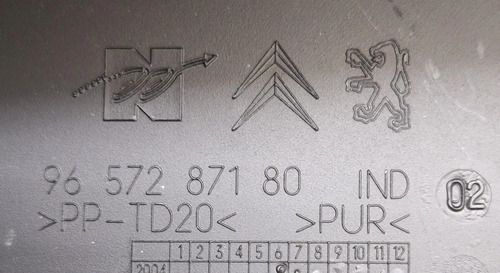 N
96 572 871 80 IND 02
>PP-TD20< >PUR<
1 2 3 4 5 6 7 8 9 10 11 12
2004